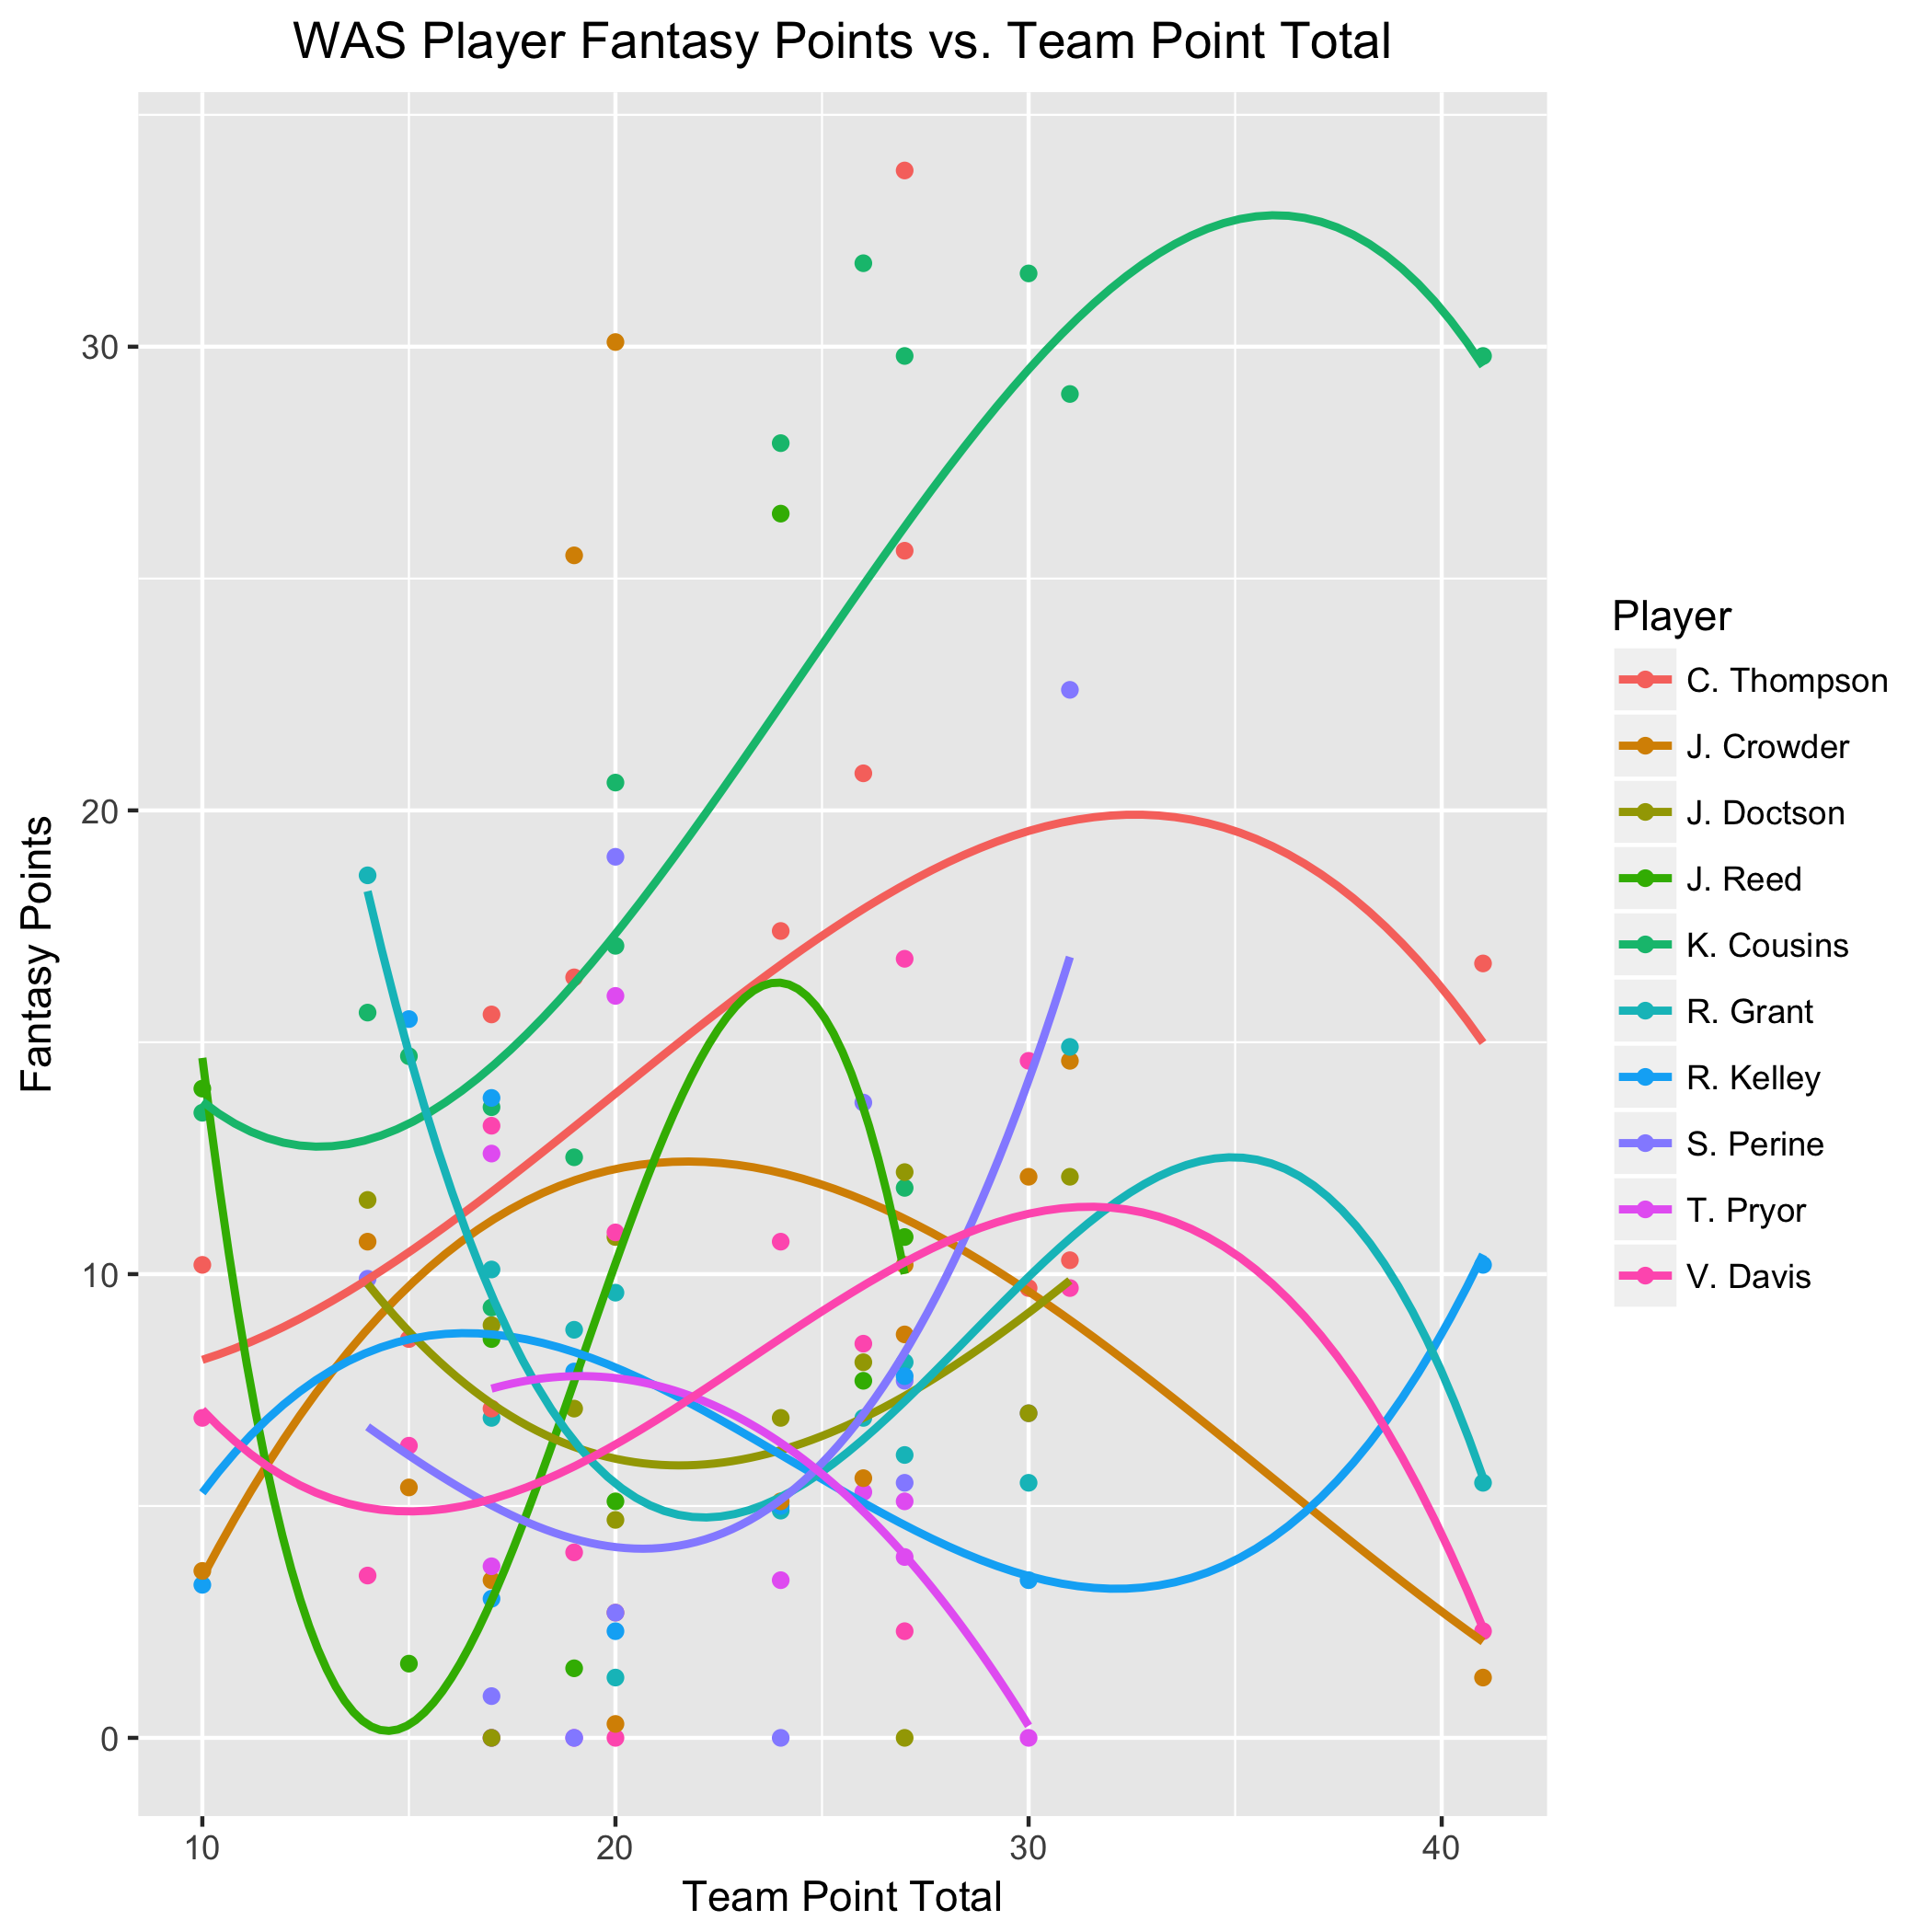 WAS Player Fantasy Points vs. Team Point Total
Fantasy Points
30
20
10
0
10 20 30 40
Team Point Total
Player
C. Thompson
J. Crowder
J. Doctson
J. Reed
K. Cousins
R. Grant
R. Kelley
S. Perine
T. Pryor
V. Davis